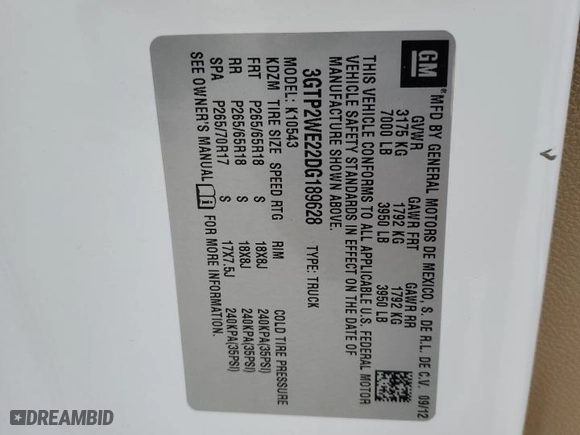 GM
®MFD BY GENERAL MOTORS DE MEXICO, S. DE R.L. DE C.V. 09/12
GVWR GAWR FRT GAWR RR
3175 KG 1792 KG 1792 KG
7000 LB 3950 LB 3950 LB
THIS VEHICLE CONFORMS TO ALL APPLICABLE U.S. FEDERAL MOTOR
VEHICLE SAFETY STANDARDS IN EFFECT ON THE DATE OF
MANUFACTURE SHOWN ABOVE.
3GTP2WE22DG189628 TYPE: TRUCK
MODEL: K10543
KDZM TIRE SIZE SPEED RTG RIM COLD TIRE PRESSURE
FRT P265/65R18 S 18X8J 240KPA(35PSI)
RR P265/65R18 S 18X8J 240KPA(35PSI)
SPA P265/70R17 S 17X7.5J 240KPA(35PSI)
SEE OWNER'S MANUAL FOR MORE INFORMATION.
DREAMBID